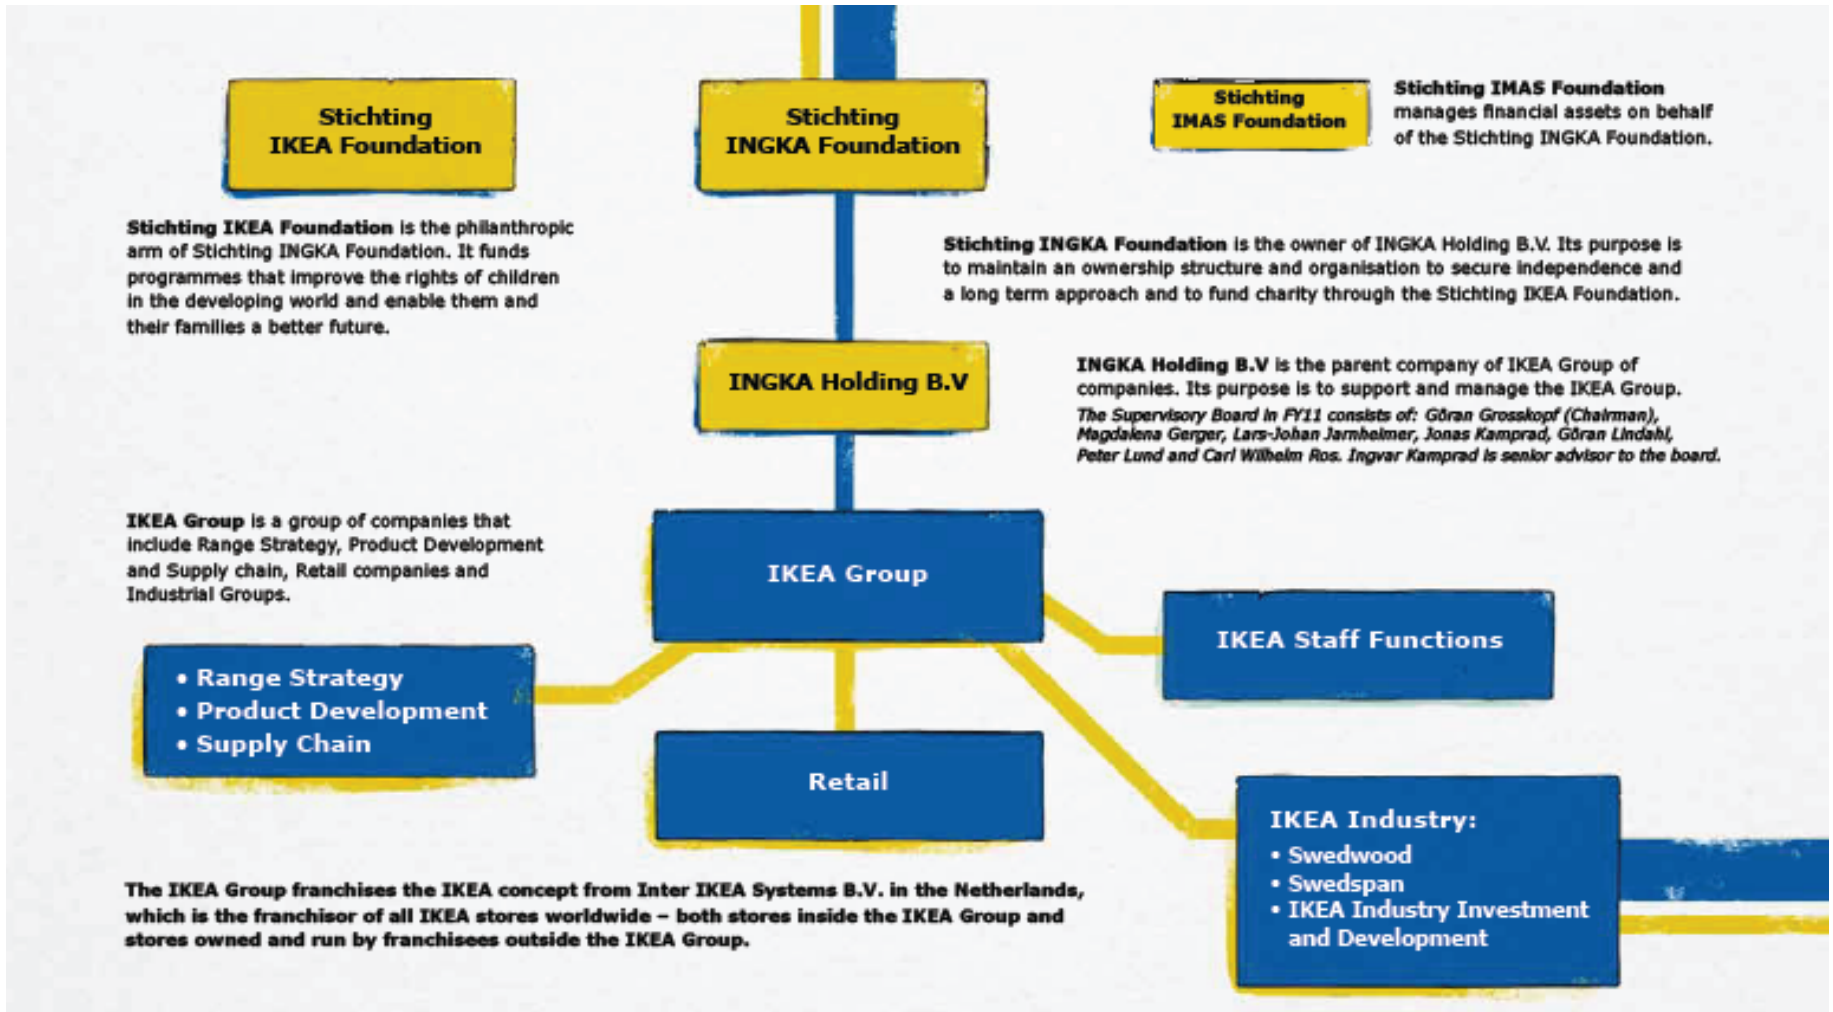 Stichting
IKEA Foundation
Stichting
INGKA Foundation
Stichting
IMAS Foundation
Stichting IMAS Foundation
manages financial assets on behalf
of the Stichting INGKA Foundation.
Stichting IKEA Foundation is the philanthropic
arm of Stichting INGKA Foundation. It funds
programmes that improve the rights of children
in the developing world and enable them and
their families a better future.
Stichting INGKA Foundation is the owner of INGKA Holding B.V. Its purpose is
to maintain an ownership structure and organisation to secure independence and
a long term approach and to fund charity through the Stichting IKEA Foundation.
INGKA Holding B.V
INGKA Holding B.V is the parent company of IKEA Group of
companies. Its purpose is to support and manage the IKEA Group.
The Supervisory Board in FY11 consists of: Göran Grosskopf (Chairman),
Magdalena Gerger, Lars-Johan Jarnheimer, Jonas Kamprad, Göran Lindahl,
Peter Lund and Carl Wilhelm Ros. Ingvar Kamprad is senior advisor to the board.
IKEA Group is a group of companies that
include Range Strategy, Product Development
and Supply chain, Retail companies and
Industrial Groups.
IKEA Group
IKEA Staff Functions
• Range Strategy
• Product Development
• Supply Chain
Retail
IKEA Industry:
• Swedwood
• Swedspan
• IKEA Industry Investment
and Development
The IKEA Group franchises the IKEA concept from Inter IKEA Systems B.V. in the Netherlands,
which is the franchisor of all IKEA stores worldwide – both stores inside the IKEA Group and
stores owned and run by franchisees outside the IKEA Group.